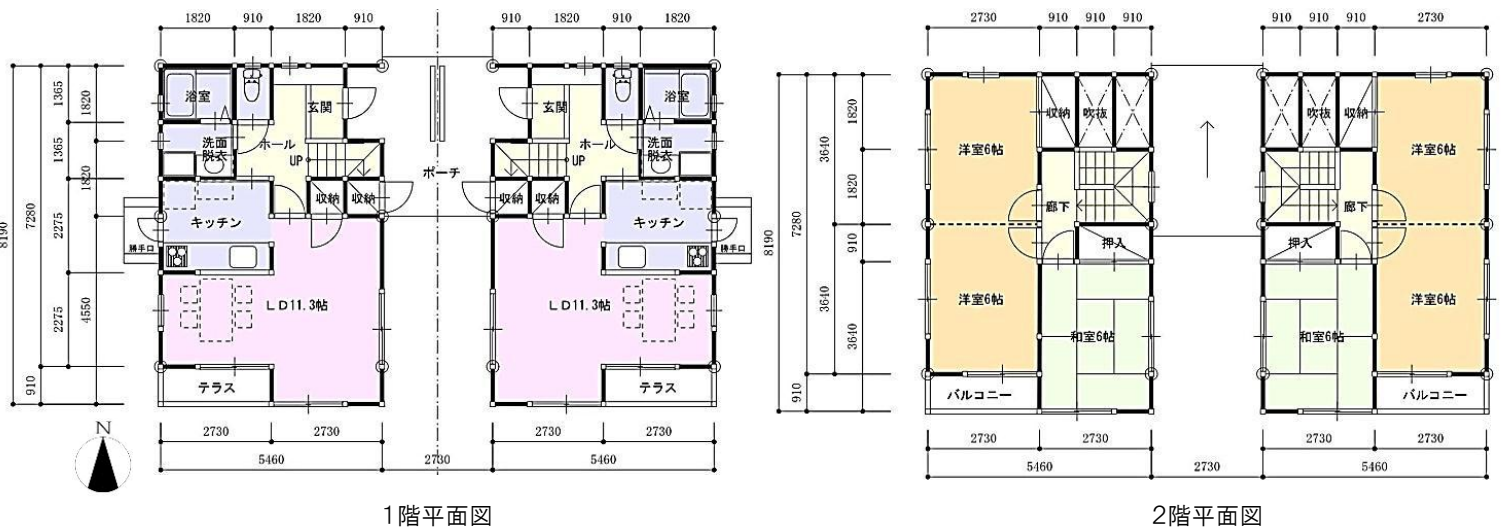 1820 910 1820 910 910 1820 910 1820
2730 910 910 910 910 910 910 2730
浴室 玄関 玄関 浴室
収納 吹抜 吹抜 収納
洗面
脱衣 ホール UP ポーチ UP ホール 洗面
脱衣
洋室6帖 洋室6帖
収納 収納 収納 収納
キッチン キッチン
廊下 廊下
勝手口 勝手口
押入 押入
LD11.3帖 LD11.3帖
洋室6帖 洋室6帖
和室6帖 和室6帖
テラス テラス
バルコニー バルコニー
8190
7280
910
1365
1365
2275
2275
1820
1820
4550
8190
7280
910
3640
3640
1820
1820
910
3640
N
2730 2730 2730 2730
5460 2730 5460
2730 2730 2730 2730
5460 2730 5460
1階平面図
2階平面図